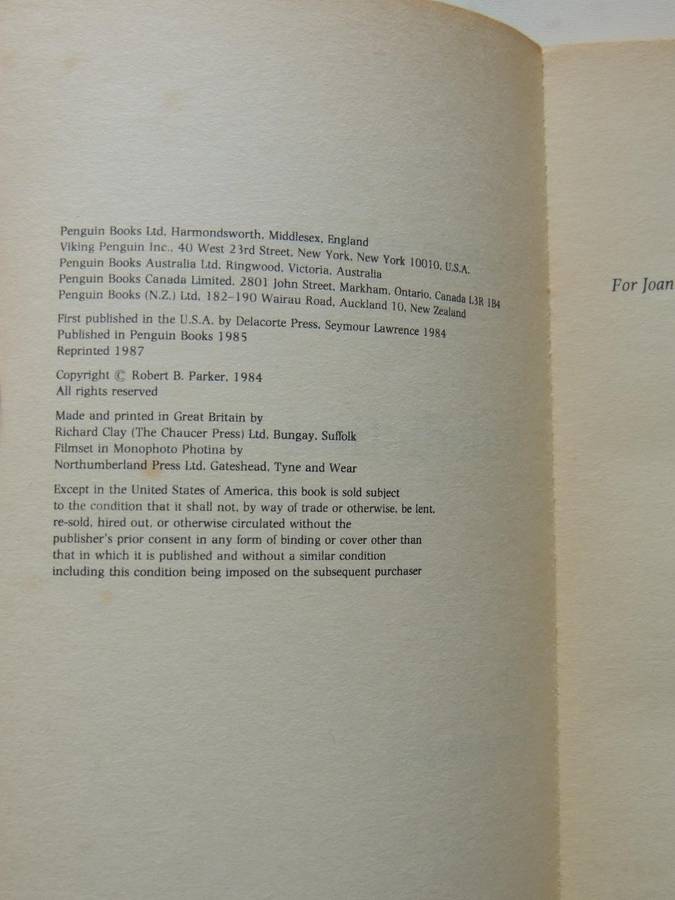 Penguin Books Ltd, Harmondsworth, Middlesex, England
Viking Penguin Inc., 40 West 23rd Street, New York, New York 10010, U.S.A.
Penguin Books Australia Ltd, Ringwood, Victoria, Australia
Penguin Books Canada Limited, 2801 John Street, Markham, Ontario, Canada L3R 1B4
Penguin Books (N.Z.) Ltd, 182–190 Wairau Road, Auckland 10, New Zealand
First published in the U.S.A. by Delacorte Press, Seymour Lawrence 1984
Published in Penguin Books 1985
Reprinted 1987
Copyright © Robert B. Parker, 1984
All rights reserved
Made and printed in Great Britain by
Richard Clay (The Chaucer Press) Ltd, Bungay, Suffolk
Filmset in Monophoto Photina by
Northumberland Press Ltd, Gateshead, Tyne and Wear
Except in the United States of America, this book is sold subject
to the condition that it shall not, by way of trade or otherwise, be lent,
re-sold, hired out, or otherwise circulated without the
publisher's prior consent in any form of binding or cover other than
that in which it is published and without a similar condition
including this condition being imposed on the subsequent purchaser
For Joan